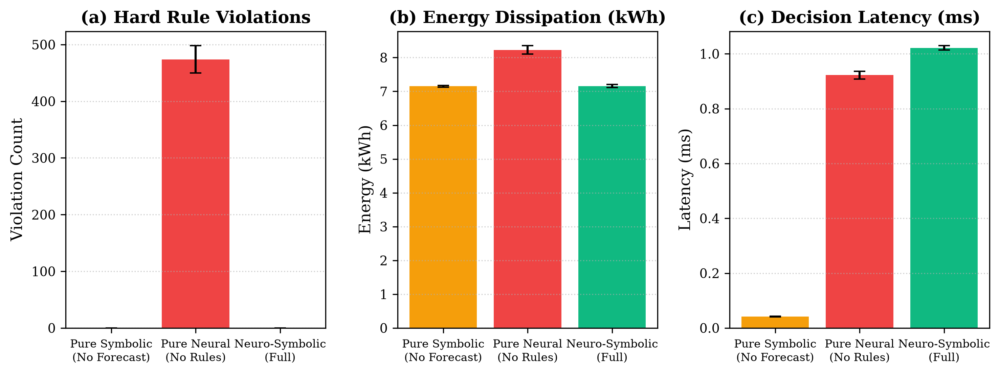 (a) Hard Rule Violations
Violation Count
500
400
300
200
100
0
Pure Symbolic
(No Forecast)
Pure Neural
(No Rules)
Neuro-Symbolic
(Full)
(b) Energy Dissipation (kWh)
Energy (kWh)
8
7
6
5
4
3
2
1
0
Pure Symbolic
(No Forecast)
Pure Neural
(No Rules)
Neuro-Symbolic
(Full)
(c) Decision Latency (ms)
Latency (ms)
1.0
0.8
0.6
0.4
0.2
0.0
Pure Symbolic
(No Forecast)
Pure Neural
(No Rules)
Neuro-Symbolic
(Full)